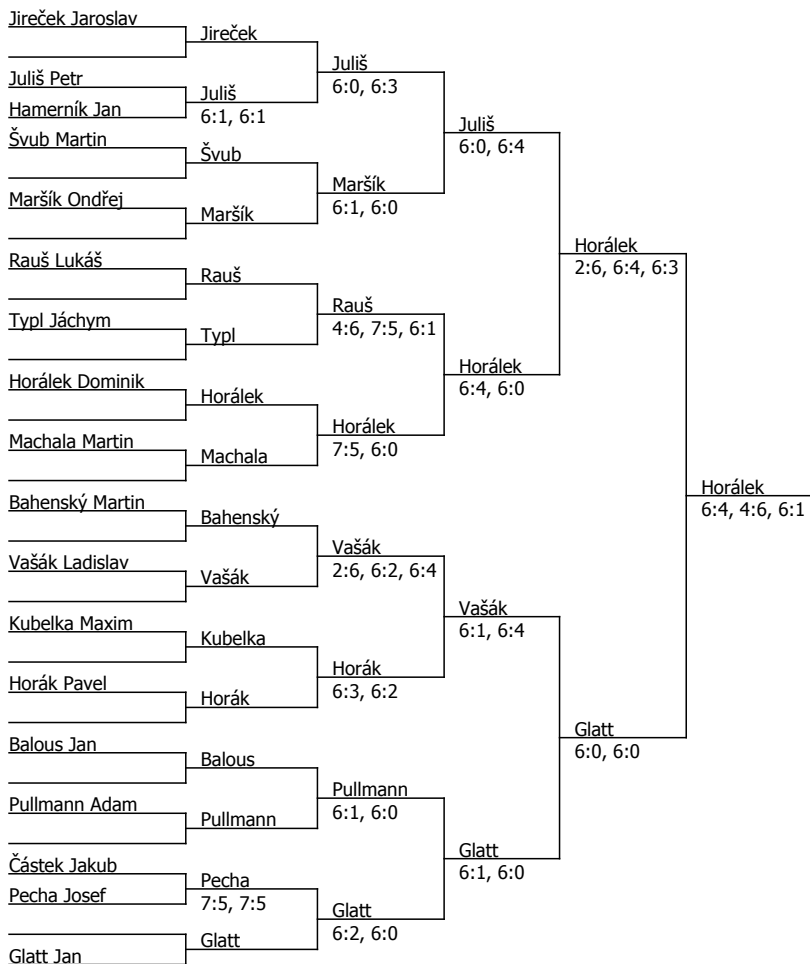 Jireček Jaroslav
Jireček
Juliš
6:0, 6:3
Juliš Petr
Hamerník Jan
Juliš
6:1, 6:1
Juliš
6:0, 6:4
Švub Martin
Švub
Maršík
6:1, 6:0
Maršík Ondřej
Maršík
Horálek
2:6, 6:4, 6:3
Rauš Lukáš
Rauš
Rauš
4:6, 7:5, 6:1
Typl Jáchym
Typl
Horálek
6:4, 6:0
Horálek Dominik
Horálek
Horálek
7:5, 6:0
Machala Martin
Machala
Horálek
6:4, 4:6, 6:1
Bahenský Martin
Bahenský
Vašák
2:6, 6:2, 6:4
Vašák Ladislav
Vašák
Vašák
6:1, 6:4
Kubelka Maxim
Kubelka
Horák
6:3, 6:2
Horák Pavel
Horák
Glatt
6:0, 6:0
Balous Jan
Balous
Pullmann
6:1, 6:0
Pullmann Adam
Pullmann
Glatt
6:1, 6:0
Částek Jakub
Pecha Josef
Pecha
7:5, 7:5
Glatt
6:2, 6:0
Glatt
Glatt Jan